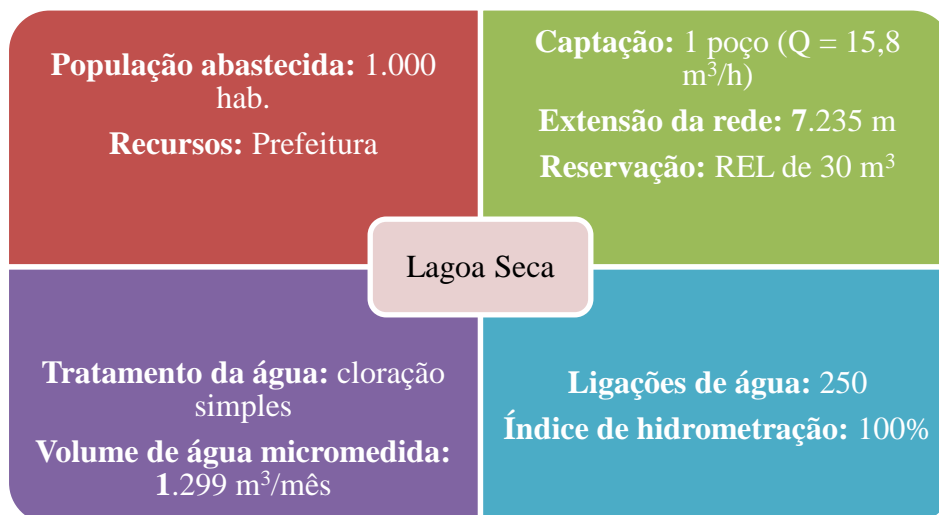 População abastecida: 1.000
hab.
Recursos: Prefeitura
Captação: 1 poço (Q = 15,8
m³/h)
Extensão da rede: 7.235 m
Reservação: REL de 30 m³
Lagoa Seca
Tratamento da água: cloração
simples
Volume de água micromedida:
1.299 m³/mês
Ligações de água: 250
Índice de hidrometração: 100%